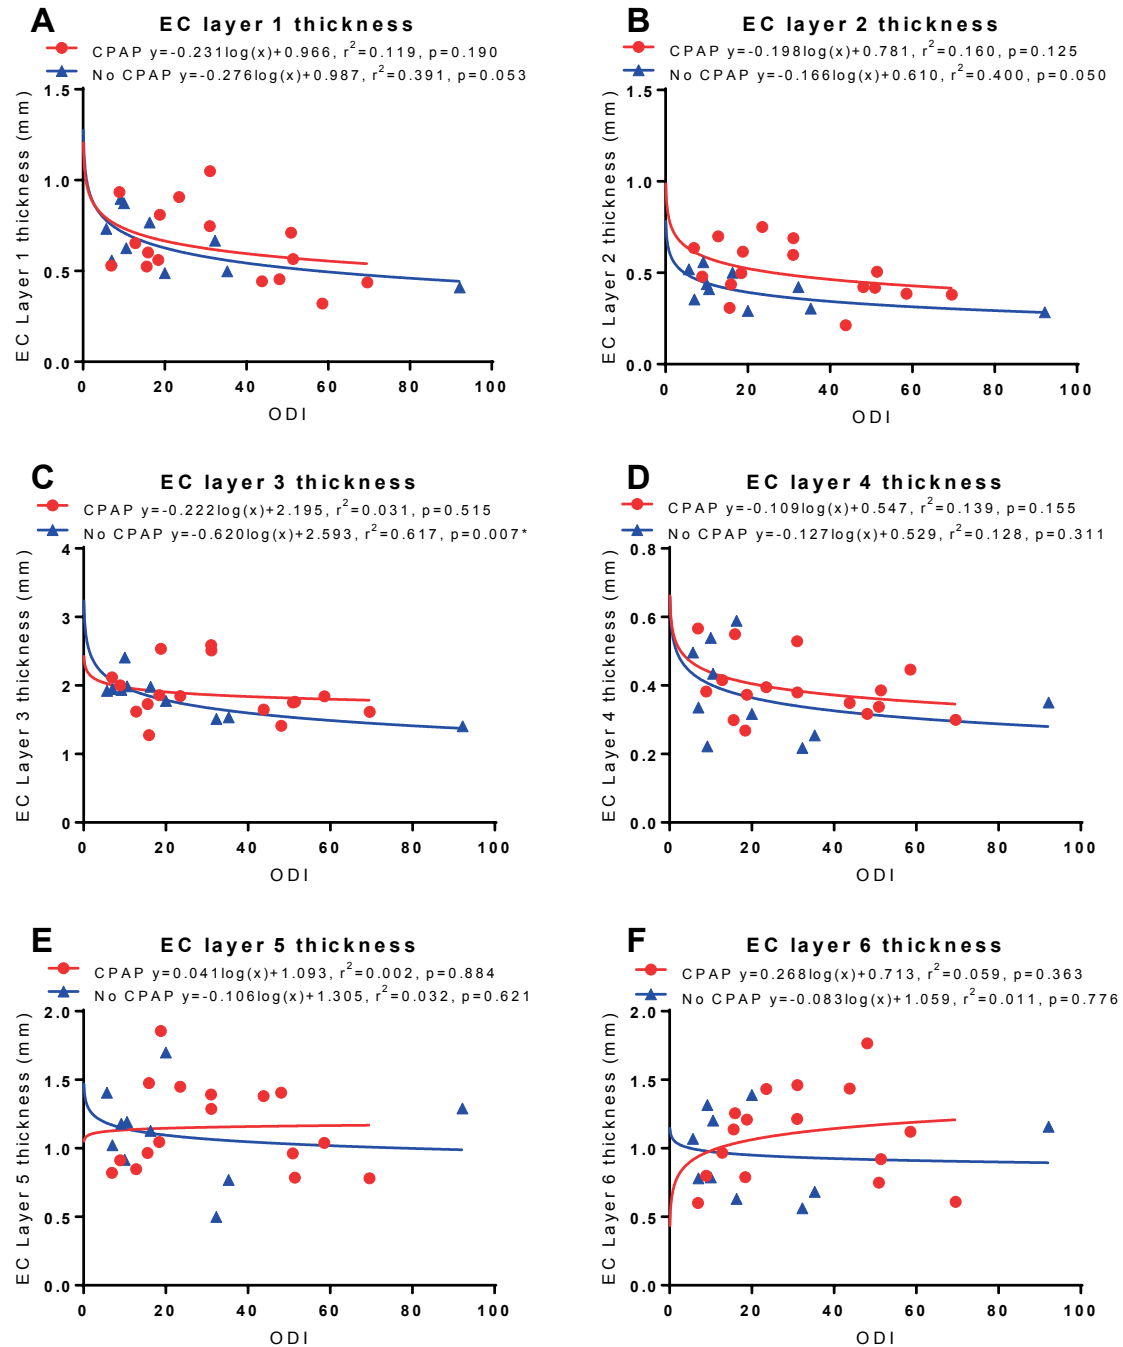 A
EC layer 1 thickness
CPAP y=-0.231log(x)+0.966, r2=0.119, p=0.190
No CPAP y=-0.276log(x)+0.987, r2=0.391, p=0.053
EC Layer 1 thickness (mm)
1.5
1.0
0.5
0.0
0 20 40 60 80 100
ODI
B
EC layer 2 thickness
CPAP y=-0.198log(x)+0.781, r2=0.160, p=0.125
No CPAP y=-0.166log(x)+0.610, r2=0.400, p=0.050
EC Layer 2 thickness (mm)
1.5
1.0
0.5
0.0
0 20 40 60 80 100
ODI
C
EC layer 3 thickness
CPAP y=-0.222log(x)+2.195, r2=0.031, p=0.515
No CPAP y=-0.620log(x)+2.593, r2=0.617, p=0.007*
EC Layer 3 thickness (mm)
4
3
2
1
0
0 20 40 60 80 100
ODI
D
EC layer 4 thickness
CPAP y=-0.109log(x)+0.547, r2=0.139, p=0.155
No CPAP y=-0.127log(x)+0.529, r2=0.128, p=0.311
EC Layer 4 thickness (mm)
0.8
0.6
0.4
0.2
0.0
0 20 40 60 80 100
ODI
E
EC layer 5 thickness
CPAP y=0.041log(x)+1.093, r2=0.002, p=0.884
No CPAP y=-0.106log(x)+1.305, r2=0.032, p=0.621
EC Layer 5 thickness (mm)
2.0
1.5
1.0
0.5
0.0
0 20 40 60 80 100
ODI
F
EC layer 6 thickness
CPAP y=0.268log(x)+0.713, r2=0.059, p=0.363
No CPAP y=-0.083log(x)+1.059, r2=0.011, p=0.776
EC Layer 6 thickness (mm)
2.0
1.5
1.0
0.5
0.0
0 20 40 60 80 100
ODI